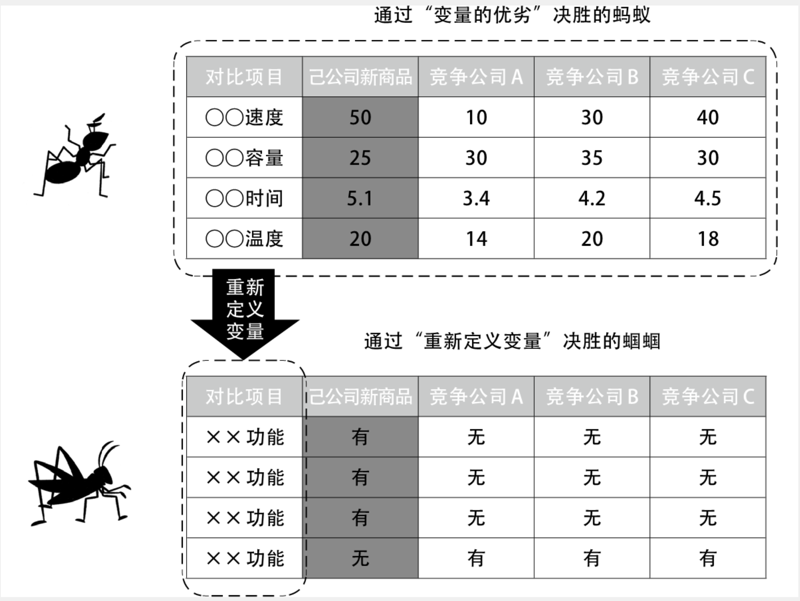 通过“变量的优劣”决胜的蚂蚁
对比项目 己公司新商品 竞争公司A 竞争公司B 竞争公司C
○○速度 50 10 30 40
○○容量 25 30 35 30
○○时间 5.1 3.4 4.2 4.5
○○温度 20 14 20 18
重新
定义
变量
通过“重新定义变量”决胜的蝈蝈
对比项目 己公司新商品 竞争公司A 竞争公司B 竞争公司C
××功能 有 无 无 无
××功能 有 无 无 无
××功能 有 无 无 无
××功能 无 有 有 有